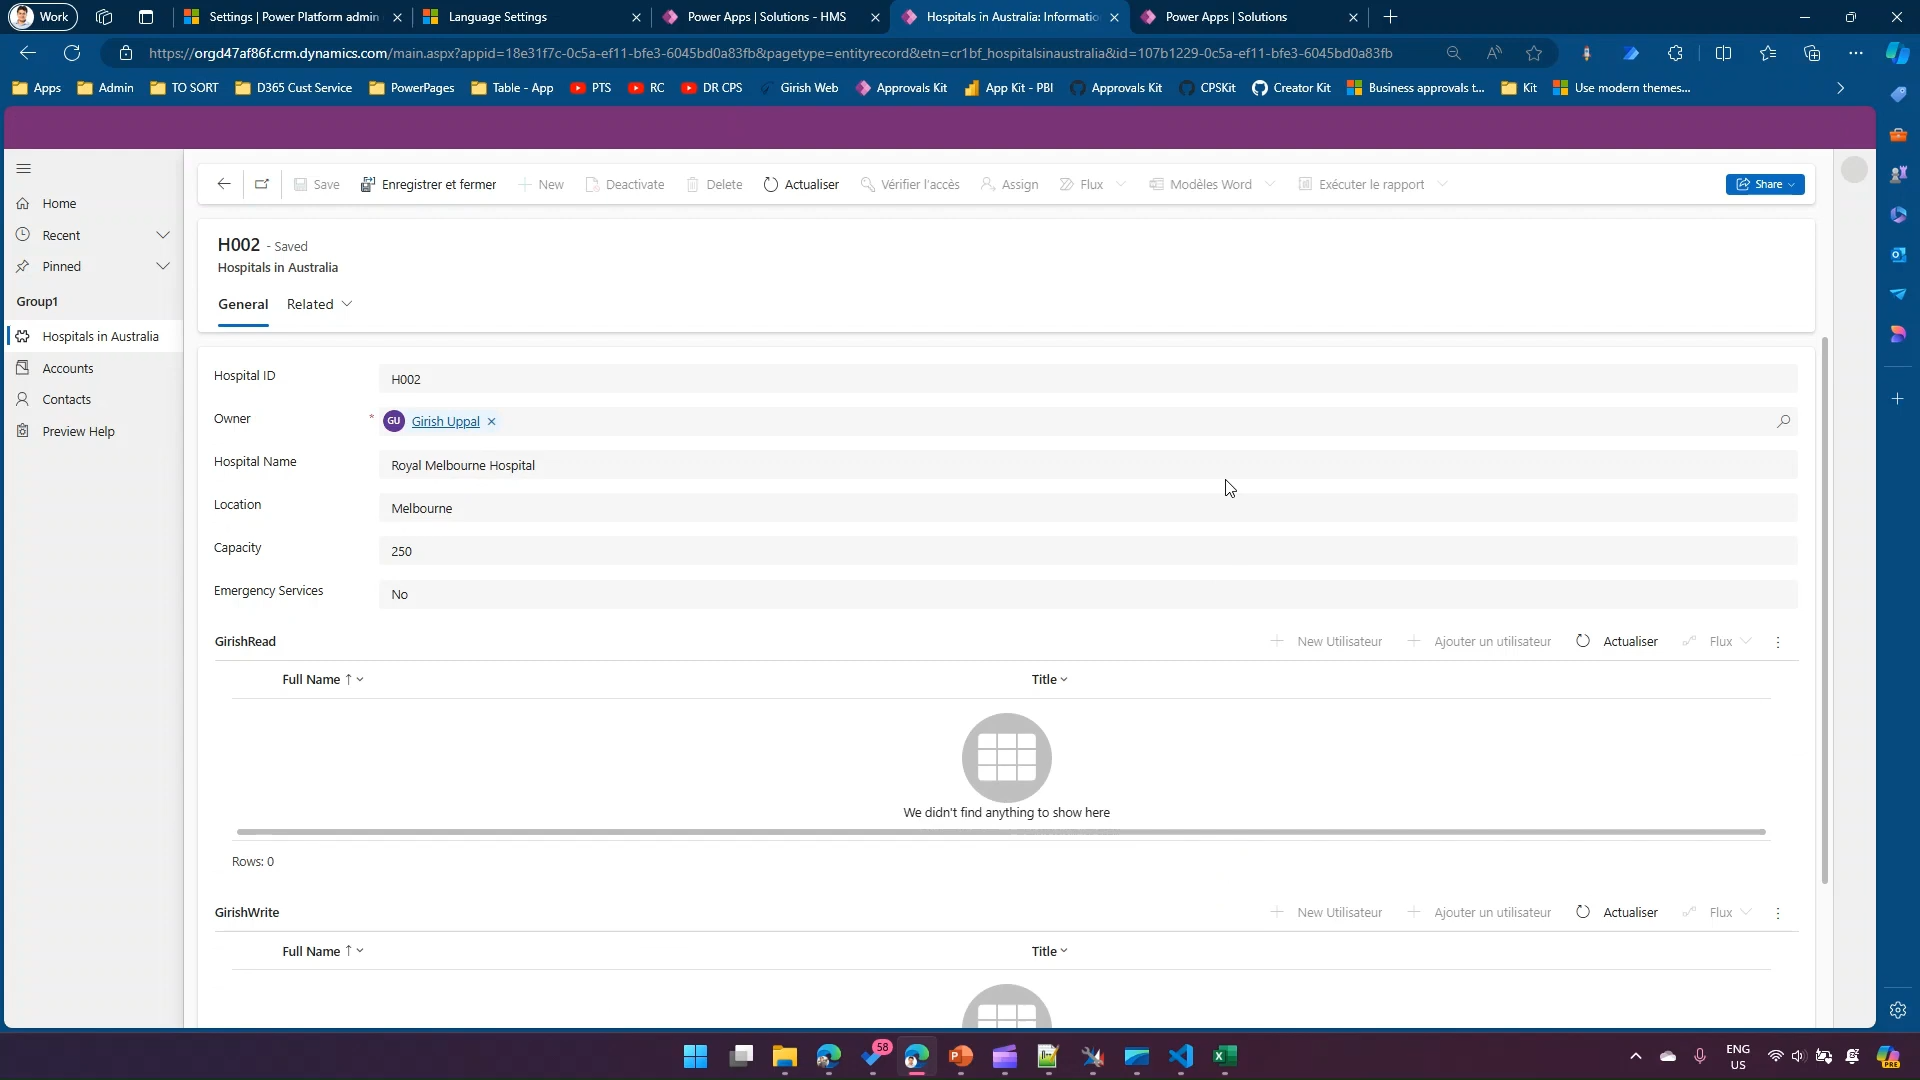 Work
Settings | Power Platform admin
Language Settings
Power Apps | Solutions - HMS
Hospitals in Australia: Informatio
Power Apps | Solutions
https://orgd47af86f.crm.dynamics.com/main.aspx?appid=18e31f7c-0c5a-ef11-bfe3-6045bd0a83fb&pagetype=entityrecord&etn=cr1bf_hospitalsinaustralia&id=107b1229-0c5a-ef11-bfe3-6045bd0a83fb
Apps
Admin
TO SORT
D365 Cust Service
PowerPages
Table - App
PTS
RC
DR CPS
Girish Web
Approvals Kit
App Kit - PBI
Approvals Kit
CPSKit
Creator Kit
Business approvals t...
Kit
Use modern themes...
Save
Enregistrer et fermer
New
Deactivate
Delete
Actualiser
Vérifier l'accès
Assign
Flux
Modèles Word
Exécuter le rapport
Share
Home
Recent
Pinned
Group1
Hospitals in Australia
Accounts
Contacts
Preview Help
H002 - Saved
Hospitals in Australia
General
Related
Hospital ID
H002
Owner
*
GU
Girish Uppal
Hospital Name
Royal Melbourne Hospital
Location
Melbourne
Capacity
250
Emergency Services
No
GirishRead
New Utilisateur
Ajouter un utilisateur
Actualiser
Flux
Full Name
Title
We didn't find anything to show here
Rows: 0
GirishWrite
New Utilisateur
Ajouter un utilisateur
Actualiser
Flux
Full Name
Title
58
ENG
US
PRE